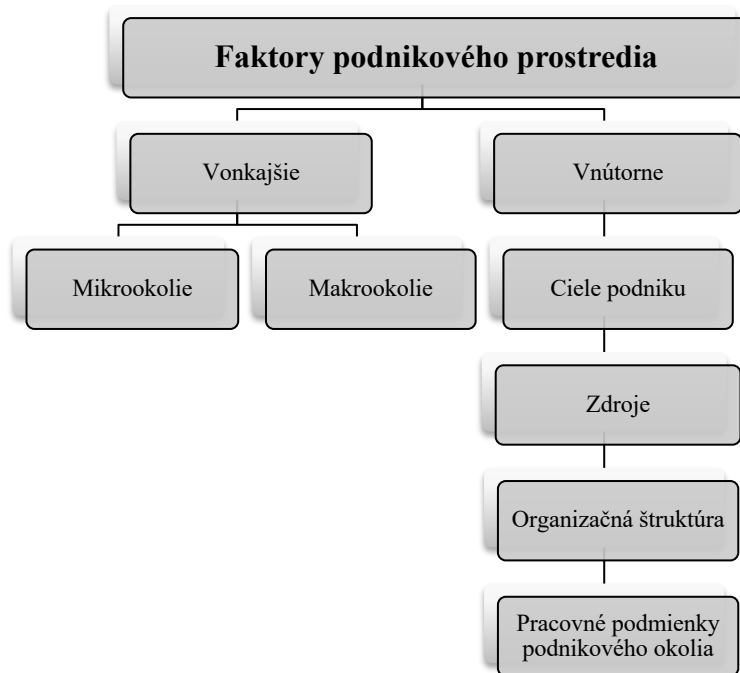 Faktory podnikového prostredia
Vonkajšie
Vnútorne
Mikrookolie
Makrookolie
Ciele podniku
Zdroje
Organizačná štruktúra
Pracovné podmienky
podnikového okolia